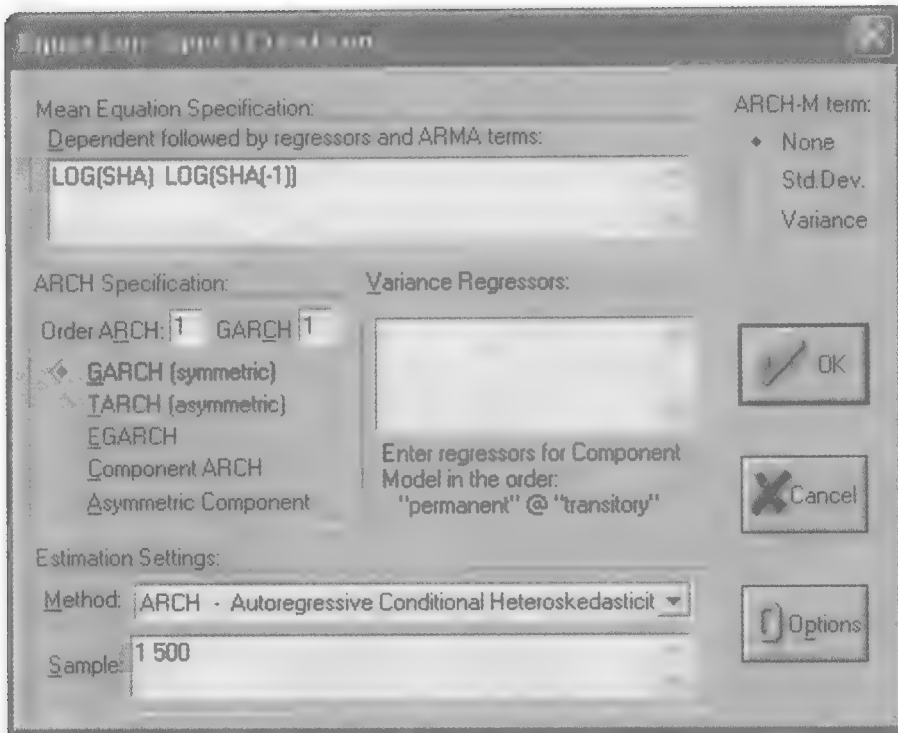 Equation Specification
Mean Equation Specification:
Dependent followed by regressors and ARMA terms:
LOG(SHA) LOG(SHA(-1))
ARCH-M term:
None
Std.Dev.
Variance
ARCH Specification:
Order ARCH: 1 GARCH 1
GARCH (symmetric)
TARCH (asymmetric)
EGARCH
Component ARCH
Asymmetric Component
Variance Regressors:
Enter regressors for Component
Model in the order:
"permanent" @ "transitory"
OK
Cancel
Options
Estimation Settings:
Method: ARCH - Autoregressive Conditional Heteroskedasticit
Sample: 1 500